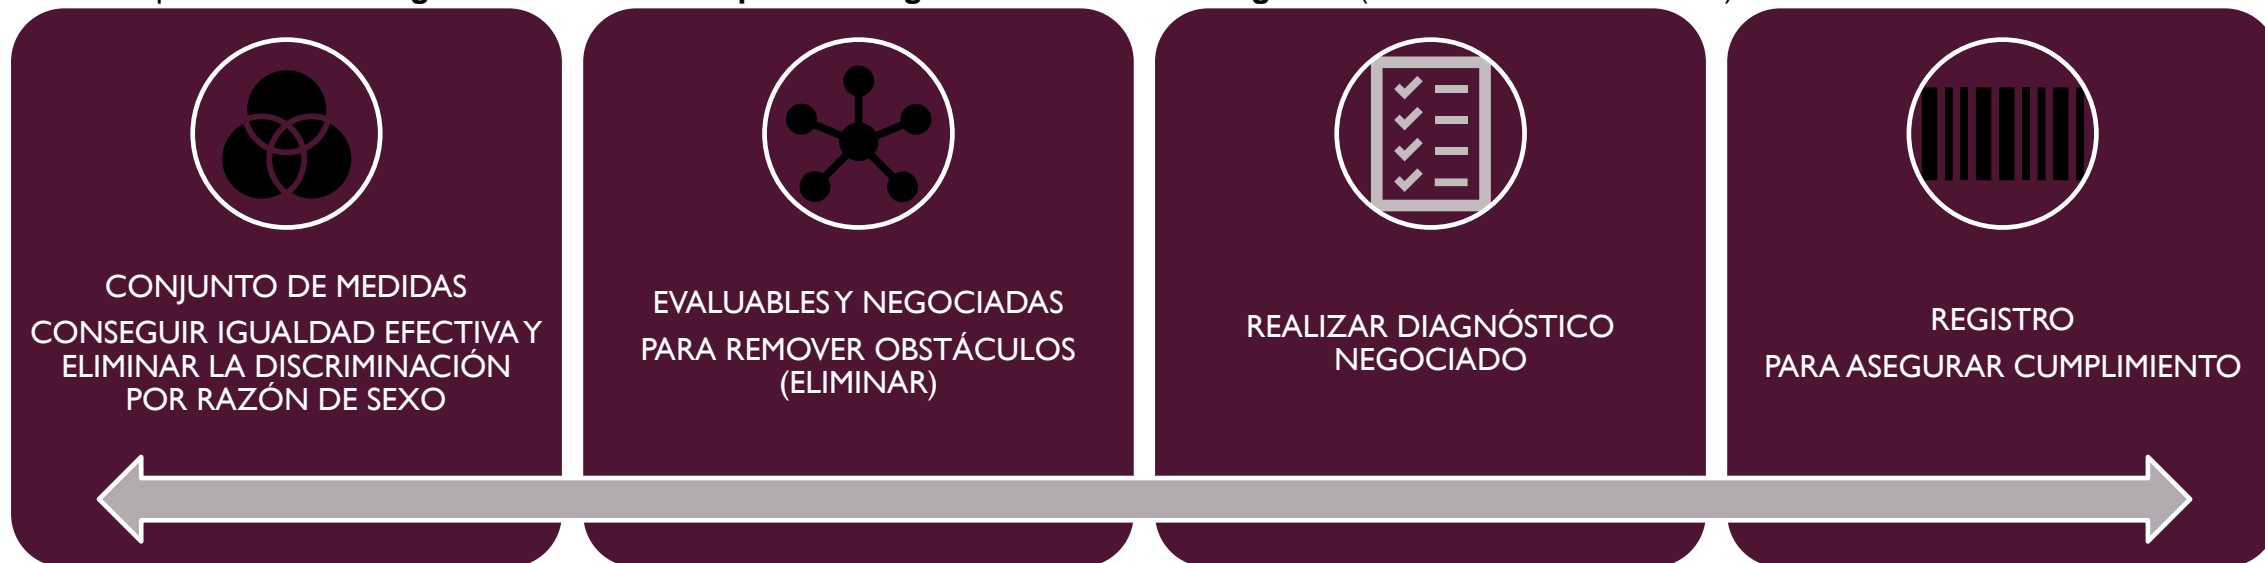 CONJUNTO DE MEDIDAS
CONSEGUIR IGUALDAD EFECTIVA Y
ELIMINAR LA DISCRIMINACIÓN
POR RAZÓN DE SEXO
EVALUABLES Y NEGOCIADAS
PARA REMOVER OBSTÁCULOS
(ELIMINAR)
REALIZAR DIAGNÓSTICO
NEGOCIADO
REGISTRO
PARA ASEGURAR CUMPLIMIENTO